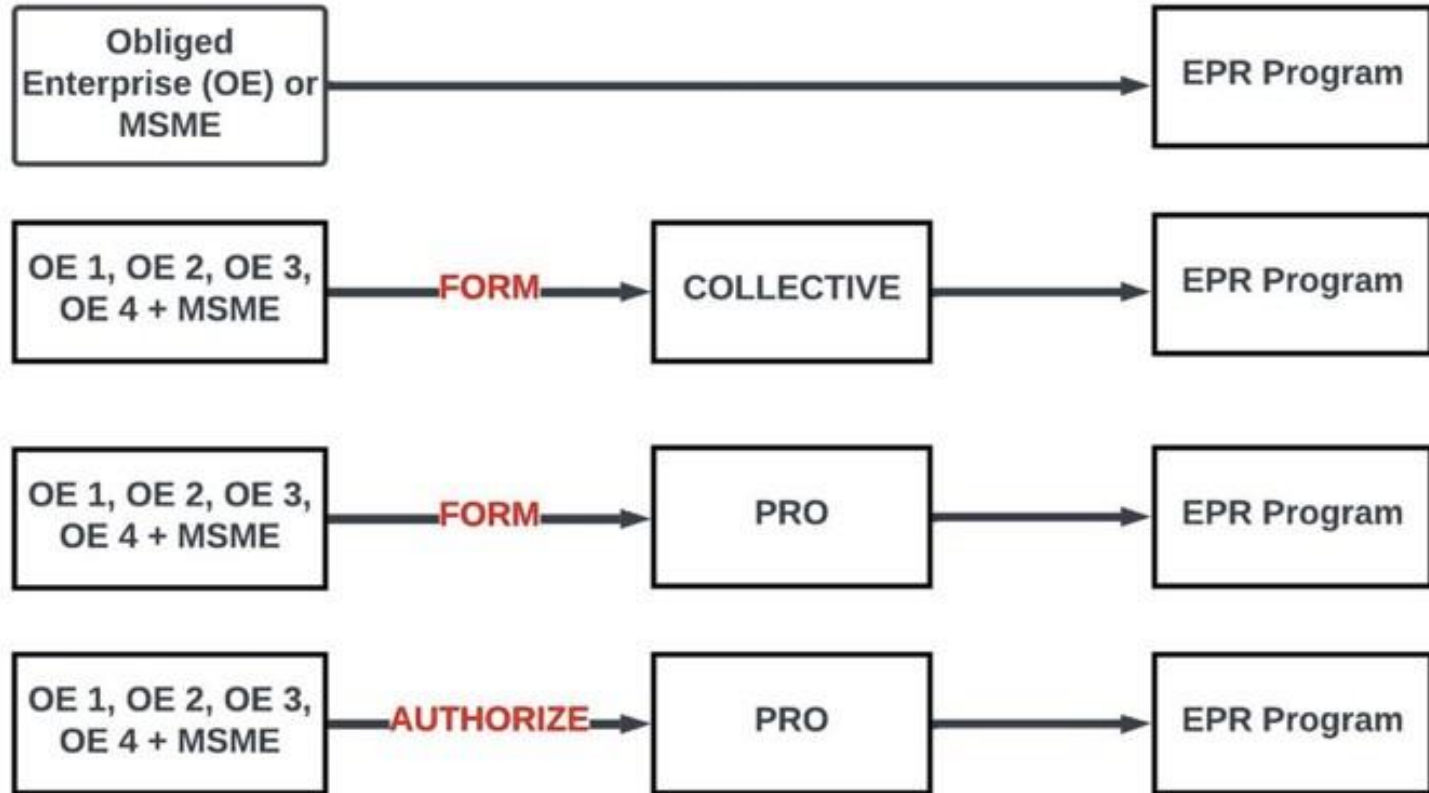 Obliged
Enterprise (OE) or
MSME
EPR Program
OE 1, OE 2, OE 3,
OE 4 + MSME
FORM
COLLECTIVE
EPR Program
OE 1, OE 2, OE 3,
OE 4 + MSME
FORM
PRO
EPR Program
OE 1, OE 2, OE 3,
OE 4 + MSME
AUTHORIZE
PRO
EPR Program